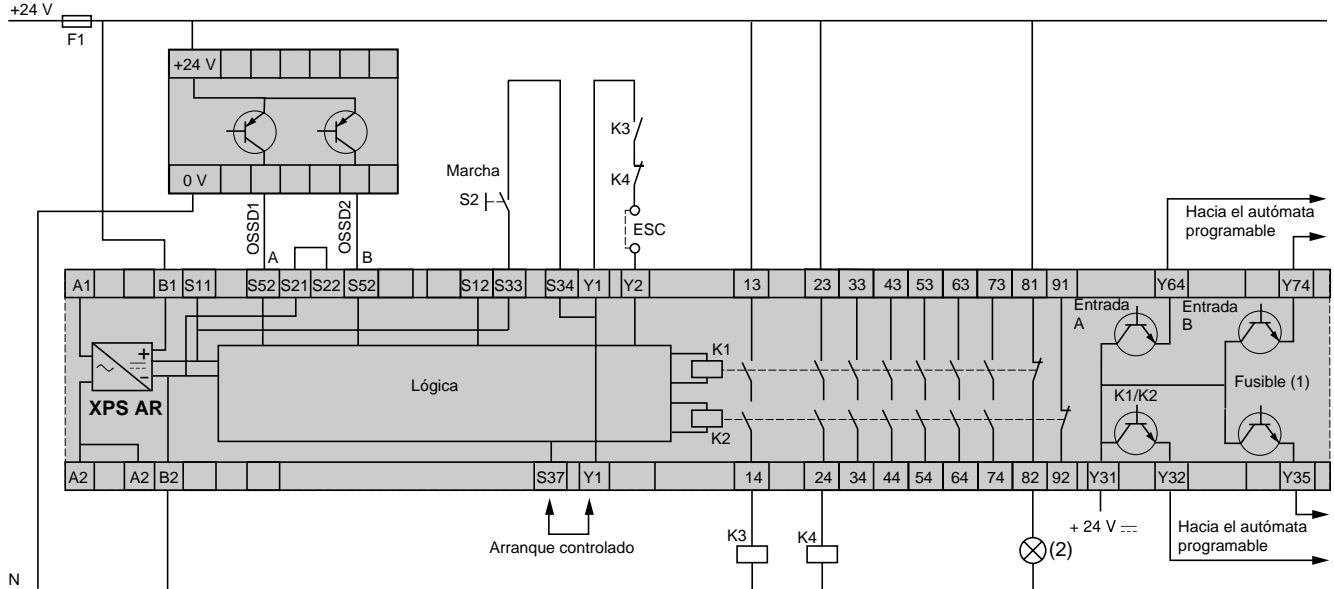 +24 V
F1
+24 V
0 V
OSSD1
OSSD2
A
B
Marcha
S2
K3
K4
ESC
Hacia el autómata
programable
A1
B1
S11
S52
S21
S22
S52
S12
S33
S34
Y1
Y2
13
23
33
43
53
63
73
81
91
Y64
Y74
Entrada
A
Entrada
B
+
-
XPS AR
Lógica
K1
K2
K1/K2
Fusible (1)
A2
A2
B2
S37
Y1
14
24
34
44
54
64
74
82
92
Y31
Y32
Y35
Arranque controlado
K3
K4
(2)
+ 24 V
Hacia el autómata
programable
N